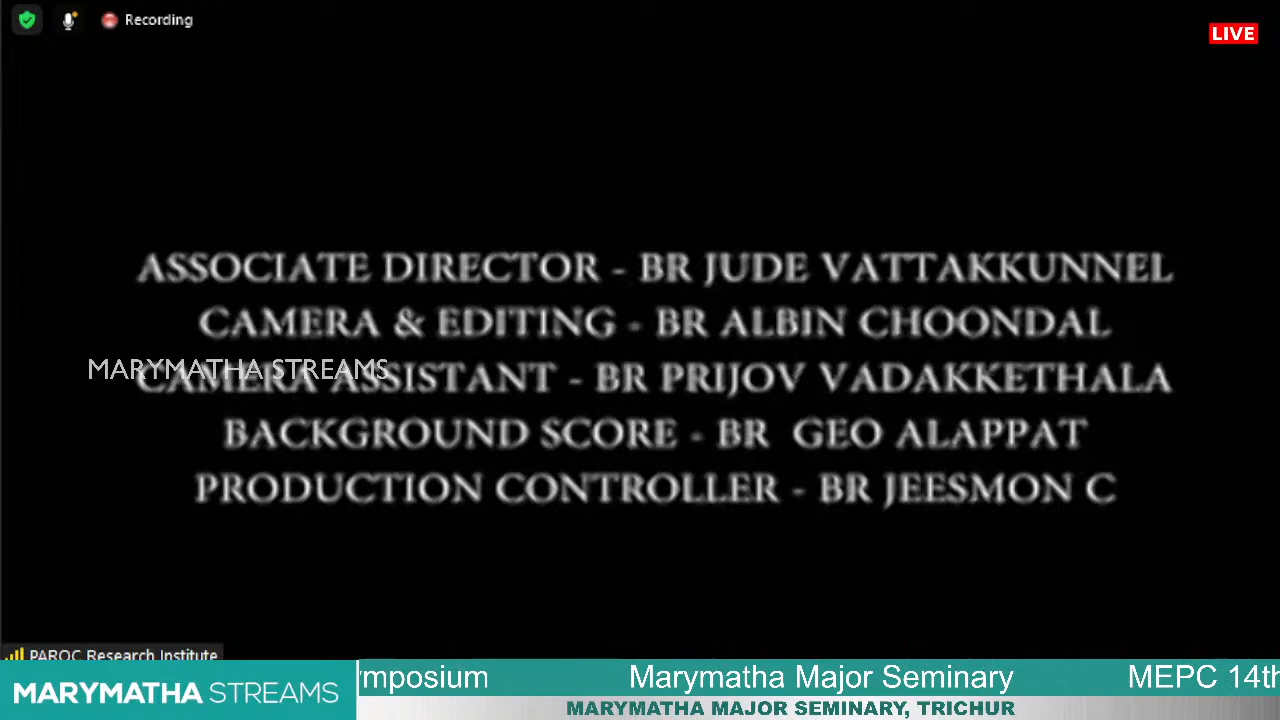 Recording
LIVE
ASSOCIATE DIRECTOR - BR JUDE VATTAKKUNNEL
CAMERA & EDITING - BR ALBIN CHOONDAL
MARYMATHA STREAMS
CAMERA ASSISTANT - BR PRIJOV VADAKKETHALA
BACKGROUND SCORE - BR GEO ALAPPAT
PRODUCTION CONTROLLER - BR JEESMON C
PAROC Research Institute
MARYMATHA STREAMS
ymposium Marymatha Major Seminary MEPC 14th
MARYMATHA MAJOR SEMINARY, TRICHUR